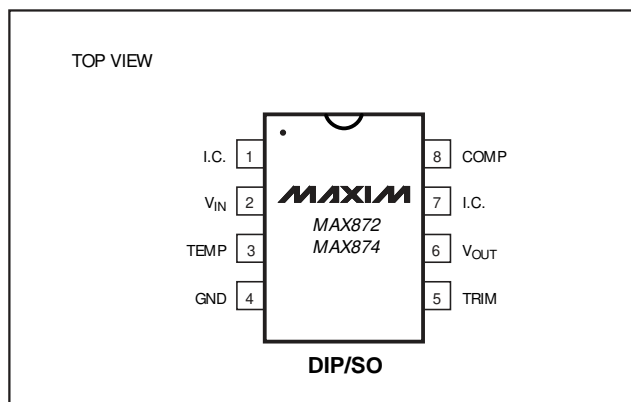 TOP VIEW
I.C. 1
V_IN 2
TEMP 3
GND 4
MAXIM
MAX872
MAX874
8 COMP
7 I.C.
6 V_OUT
5 TRIM
DIP/SO